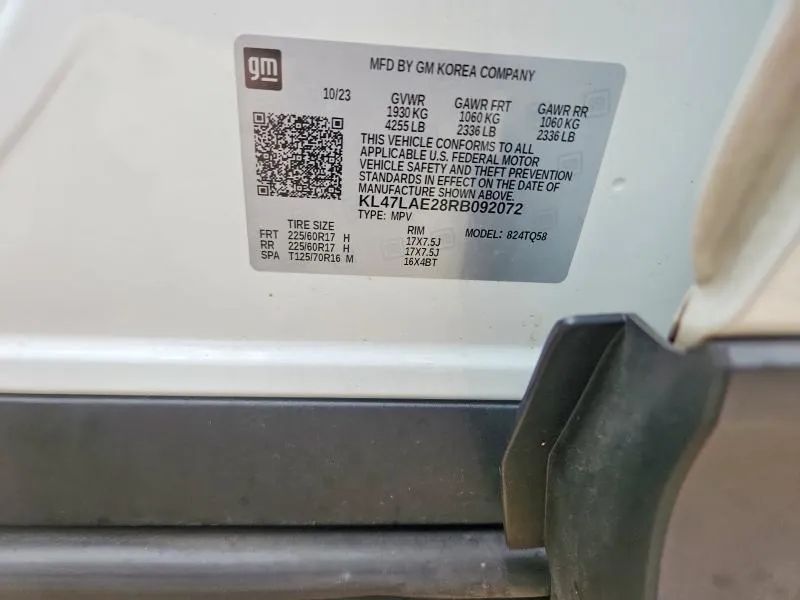 gm
MFD BY GM KOREA COMPANY
10/23
GVWR GAWR FRT GAWR RR
1930 KG 1060 KG 1060 KG
4255 LB 2336 LB 2336 LB
THIS VEHICLE CONFORMS TO ALL
APPLICABLE U.S. FEDERAL MOTOR
VEHICLE SAFETY AND THEFT PREVENTION
STANDARDS IN EFFECT ON THE DATE OF
MANUFACTURE SHOWN ABOVE.
KL47LAE28RB092072
TYPE: MPV
TIRE SIZE RIM MODEL: 824TQ58
FRT 225/60R17 H 17X7.5J
RR 225/60R17 H 17X7.5J
SPA T125/70R16 M 16X4BT